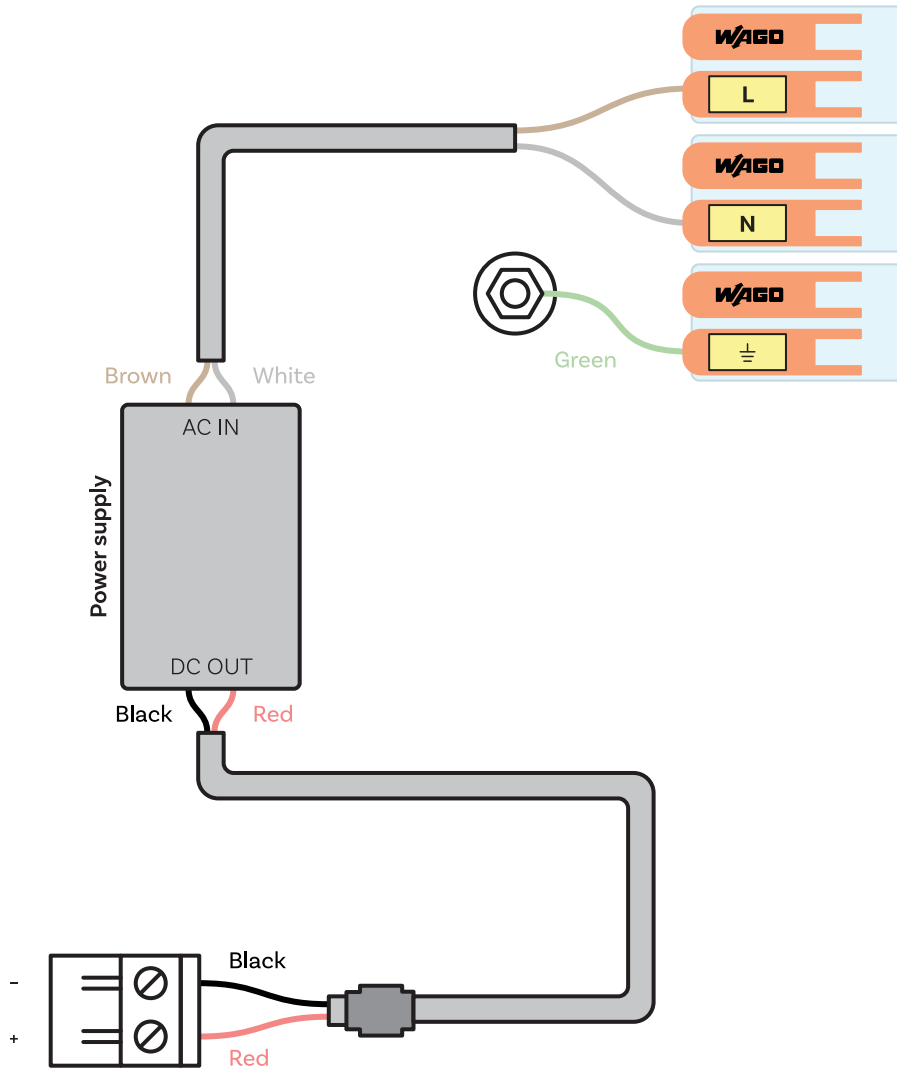 WAGO
L
WAGO
N
WAGO
Green
Brown
White
AC IN
Power supply
DC OUT
Black
Red
Black
-
+
Red